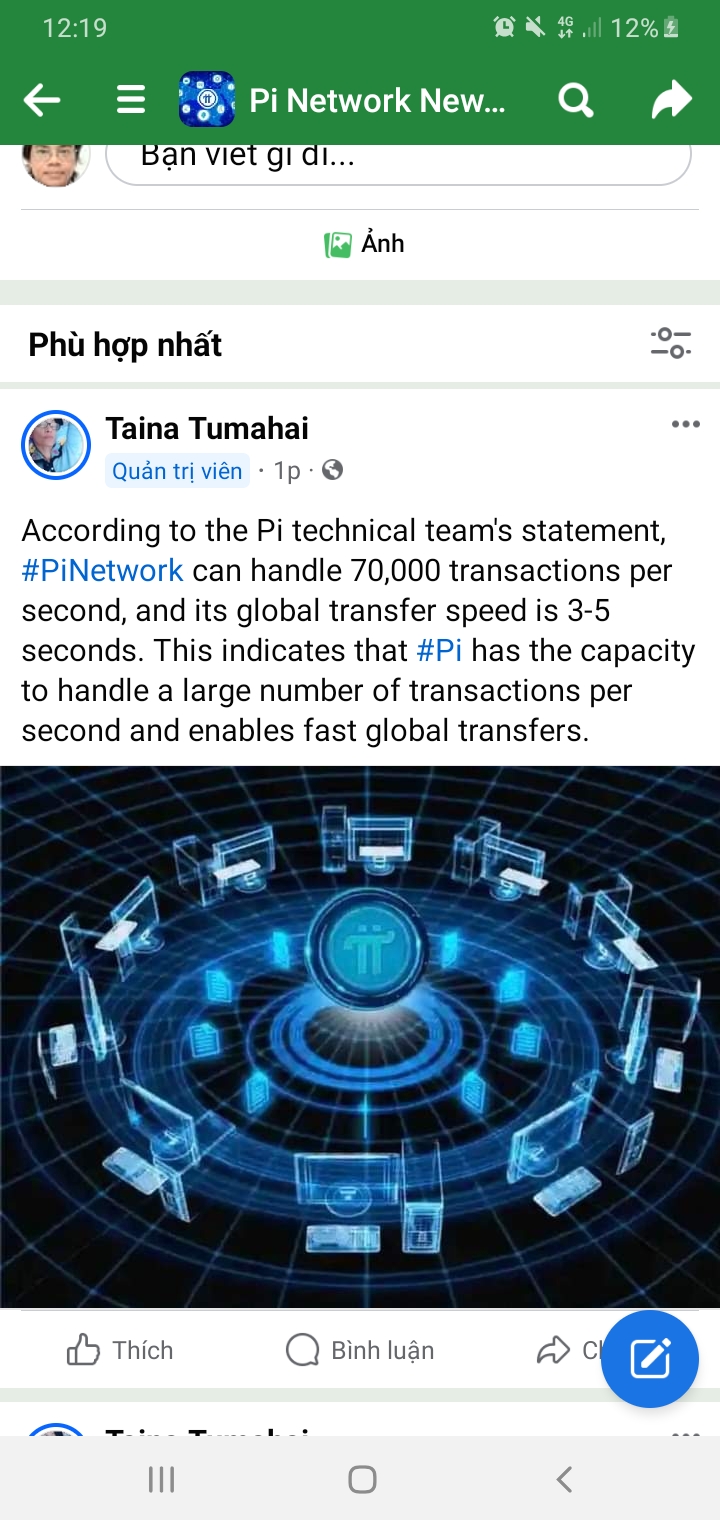 12:19
4G
12%
Pi Network New...
Bạn viết gì đi...
Ảnh
Phù hợp nhất
Taina Tumahai
Quản trị viên · 1p ·
According to the Pi technical team's statement,
#PiNetwork can handle 70,000 transactions per
second, and its global transfer speed is 3-5
seconds. This indicates that #Pi has the capacity
to handle a large number of transactions per
second and enables fast global transfers.
Thích
Bình luận
Taina Tumahai